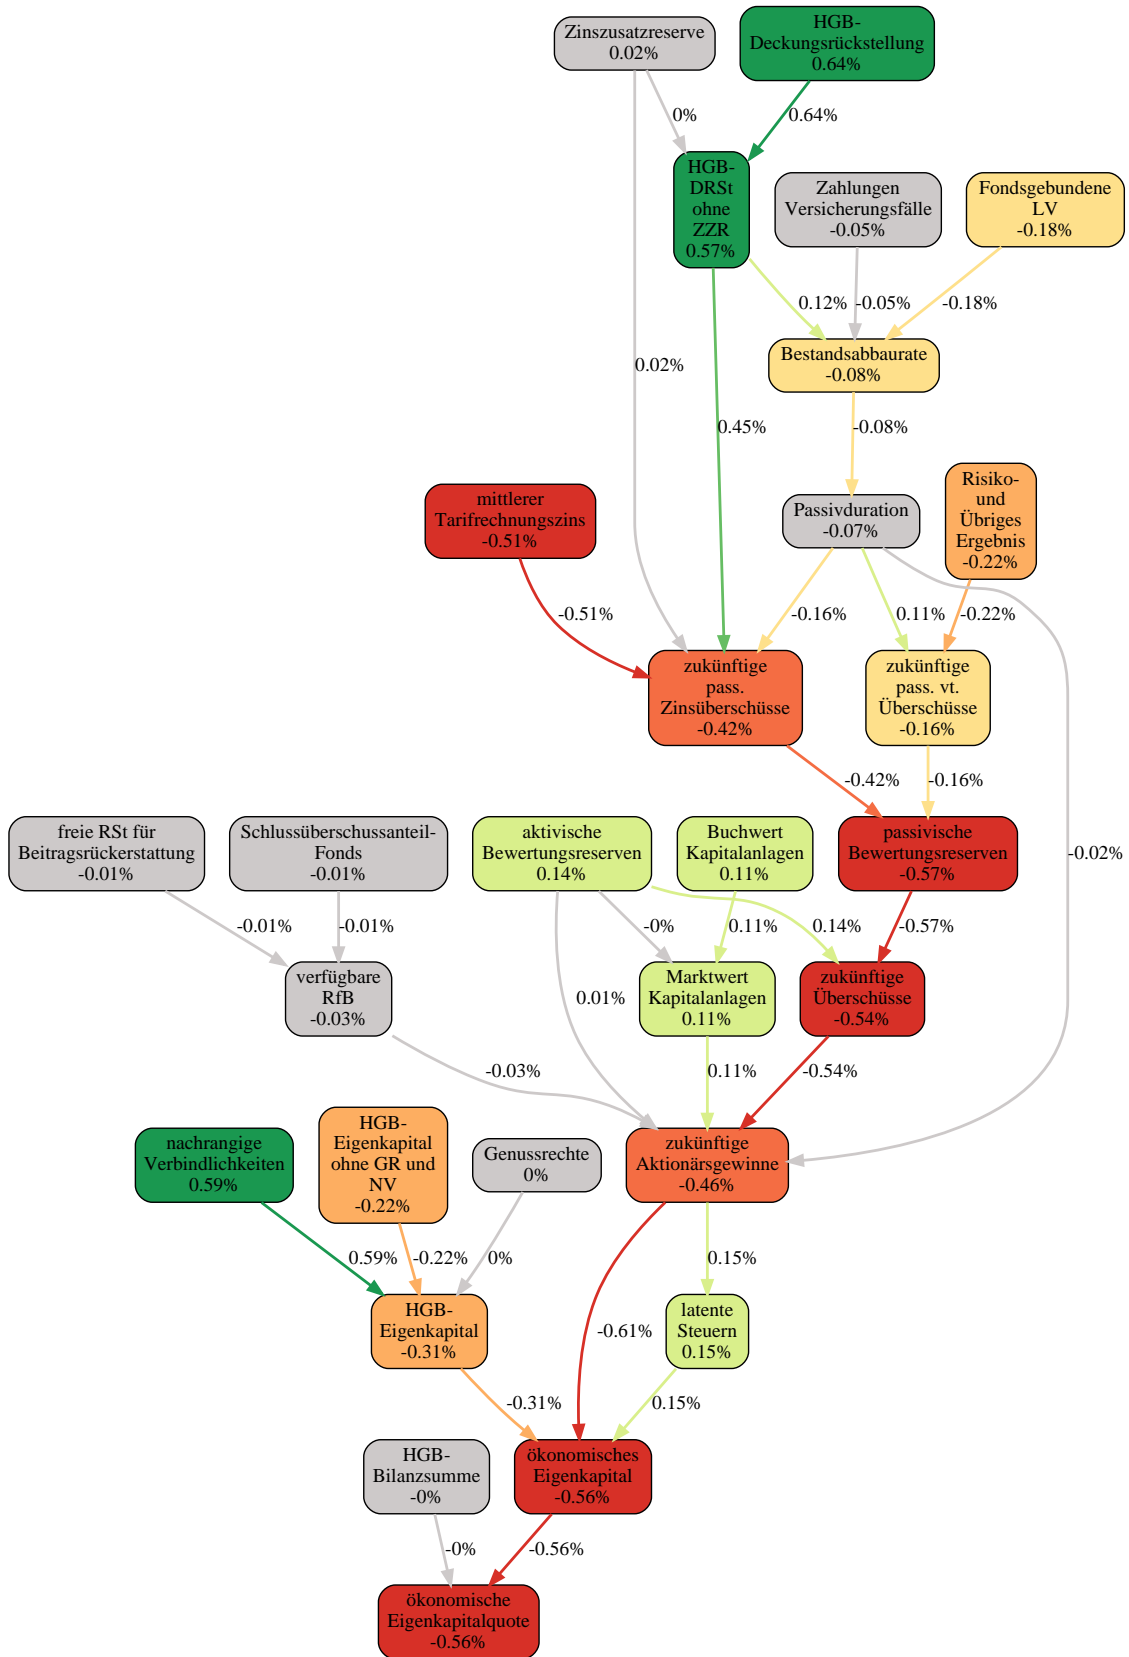 Zinszusatzreserve
0.02%
HGB-
Deckungsrückstellung
0.64%
0%
0.64%
HGB-
DRSt
ohne
ZZR
0.57%
Zahlungen
Versicherungsfälle
-0.05%
Fondsgebundene
LV
-0.18%
0.12%
-0.05%
-0.18%
Bestandsabbaurate
-0.08%
0.02%
0.45%
-0.08%
mittlerer
Tarifrechnungszins
-0.51%
Passivduration
-0.07%
Risiko-
und
Übriges
Ergebnis
-0.22%
-0.51%
-0.16%
0.11%
-0.22%
zukünftige
pass.
Zinsüberschüsse
-0.42%
zukünftige
pass. vt.
Überschüsse
-0.16%
-0.42%
-0.16%
freie RSt für
Beitragsrückerstattung
-0.01%
Schlussüberschussanteil-
Fonds
-0.01%
aktivische
Bewertungsreserven
0.14%
Buchwert
Kapitalanlagen
0.11%
passivische
Bewertungsreserven
-0.57%
-0.02%
-0.01%
-0.01%
-0%
0.11%
0.14%
-0.57%
verfügbare
RfB
-0.03%
0.01%
Marktwert
Kapitalanlagen
0.11%
zukünftige
Überschüsse
-0.54%
-0.03%
0.11%
-0.54%
nachrangige
Verbindlichkeiten
0.59%
HGB-
Eigenkapital
ohne GR und
NV
-0.22%
Genussrechte
0%
zukünftige
Aktionärsgewinne
-0.46%
0.59%
-0.22%
0%
0.15%
HGB-
Eigenkapital
-0.31%
-0.61%
latente
Steuern
0.15%
-0.31%
0.15%
HGB-
Bilanzsumme
-0%
ökonomisches
Eigenkapital
-0.56%
-0%
-0.56%
ökonomische
Eigenkapitalquote
-0.56%